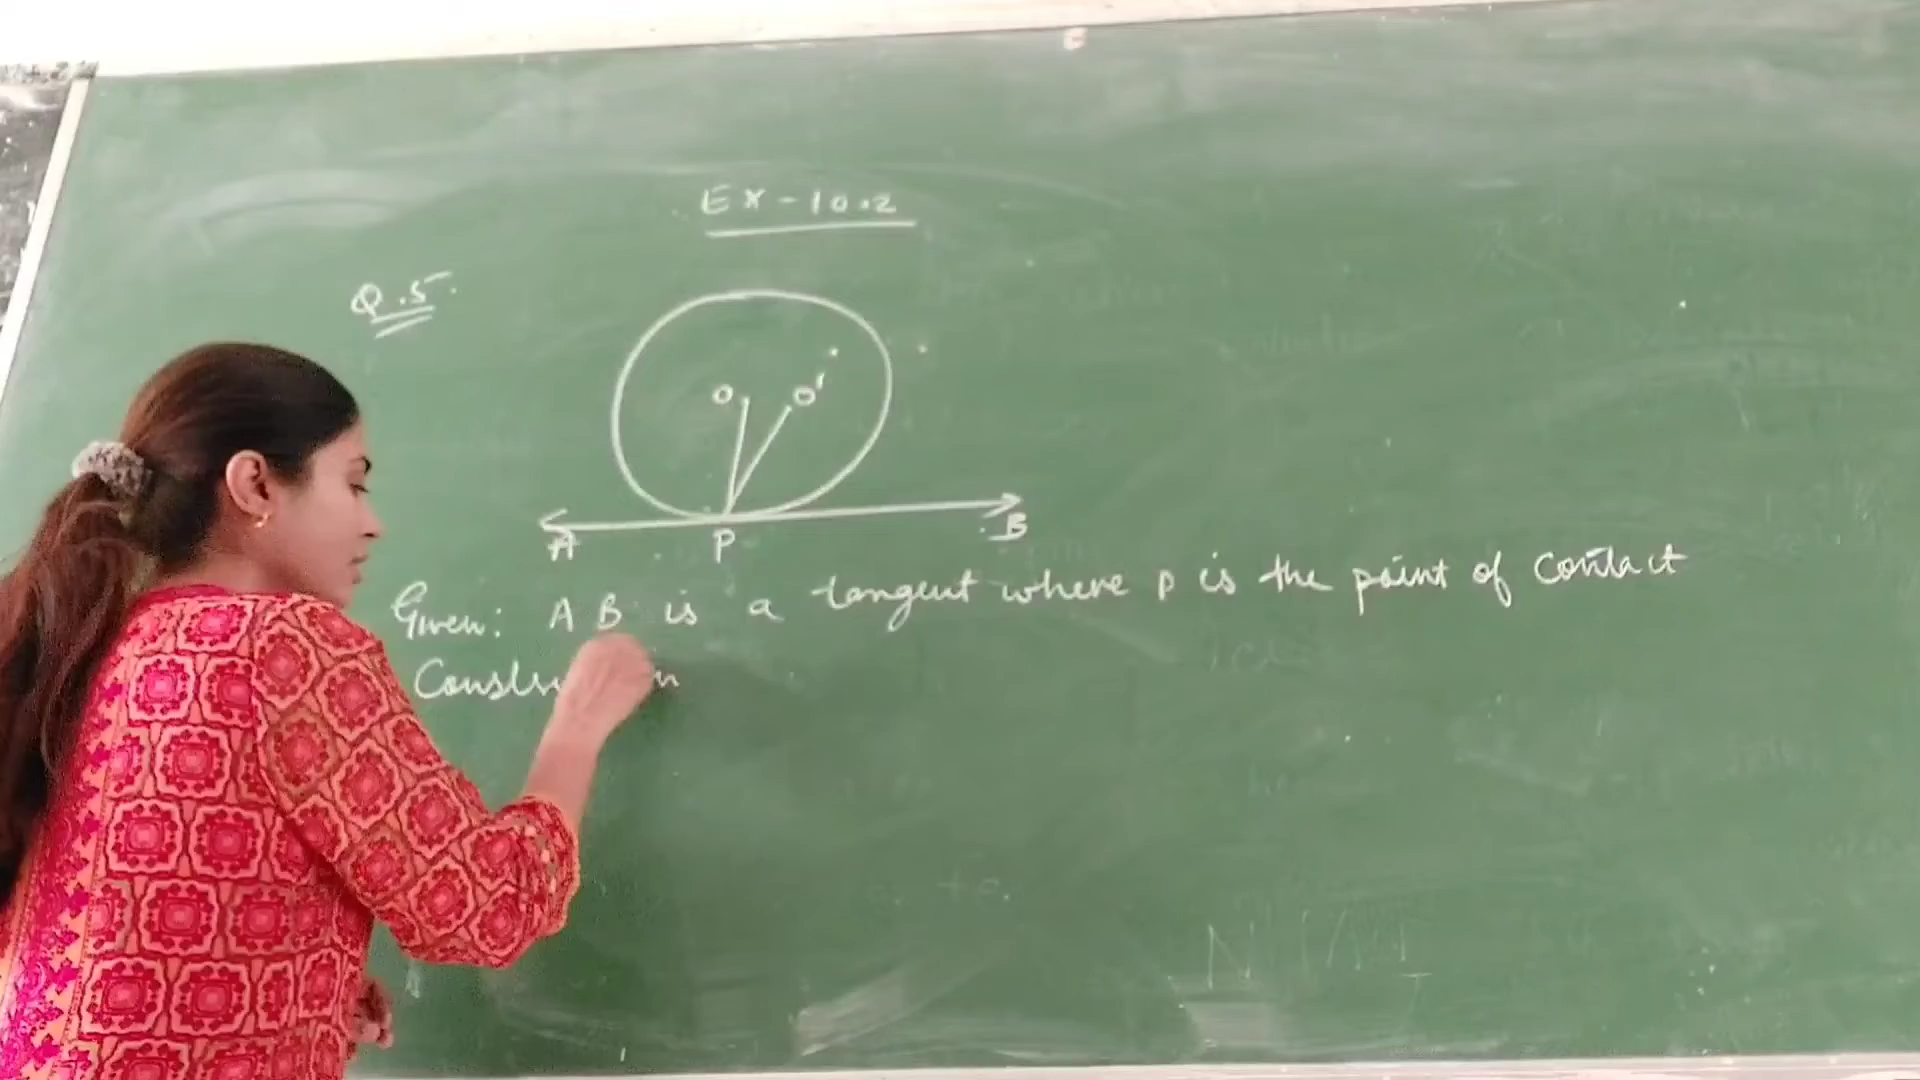 EX-10.2
Q.5.
O O'
A P B
Given: AB is a tangent where P is the point of contact